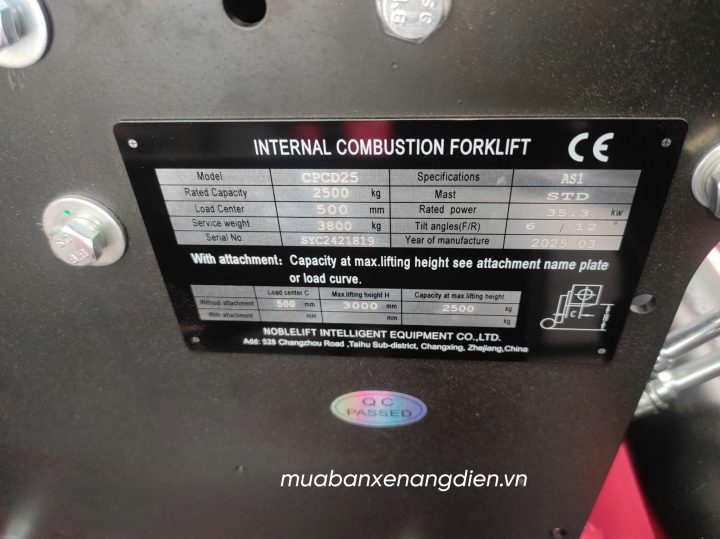 INTERNAL COMBUSTION FORKLIFT CE
Model CPCD25 Specifications AS1
Rated Capacity 2500 kg Mast STD
Load Center 500 mm Rated power 35.3 kw
Service weight 3800 kg Tilt angles(F/R) 6 / 12 °
Serial No. SYC2421819 Year of manufacture 2025 03
With attachment: Capacity at max.lifting height see attachment name plate
or load curve.
Load center C Max.lifting height H Capacity at max.lifting height
Without attachment 500 mm 3000 mm 2500 kg
With attachment mm mm kg
C
NOBLELIFT INTELLIGENT EQUIPMENT CO.,LTD.
Add: 528 Changzhou Road ,Taihu Sub-district, Changxing, Zhejiang,China
QC
PASSED
muabanxenangdien.vn